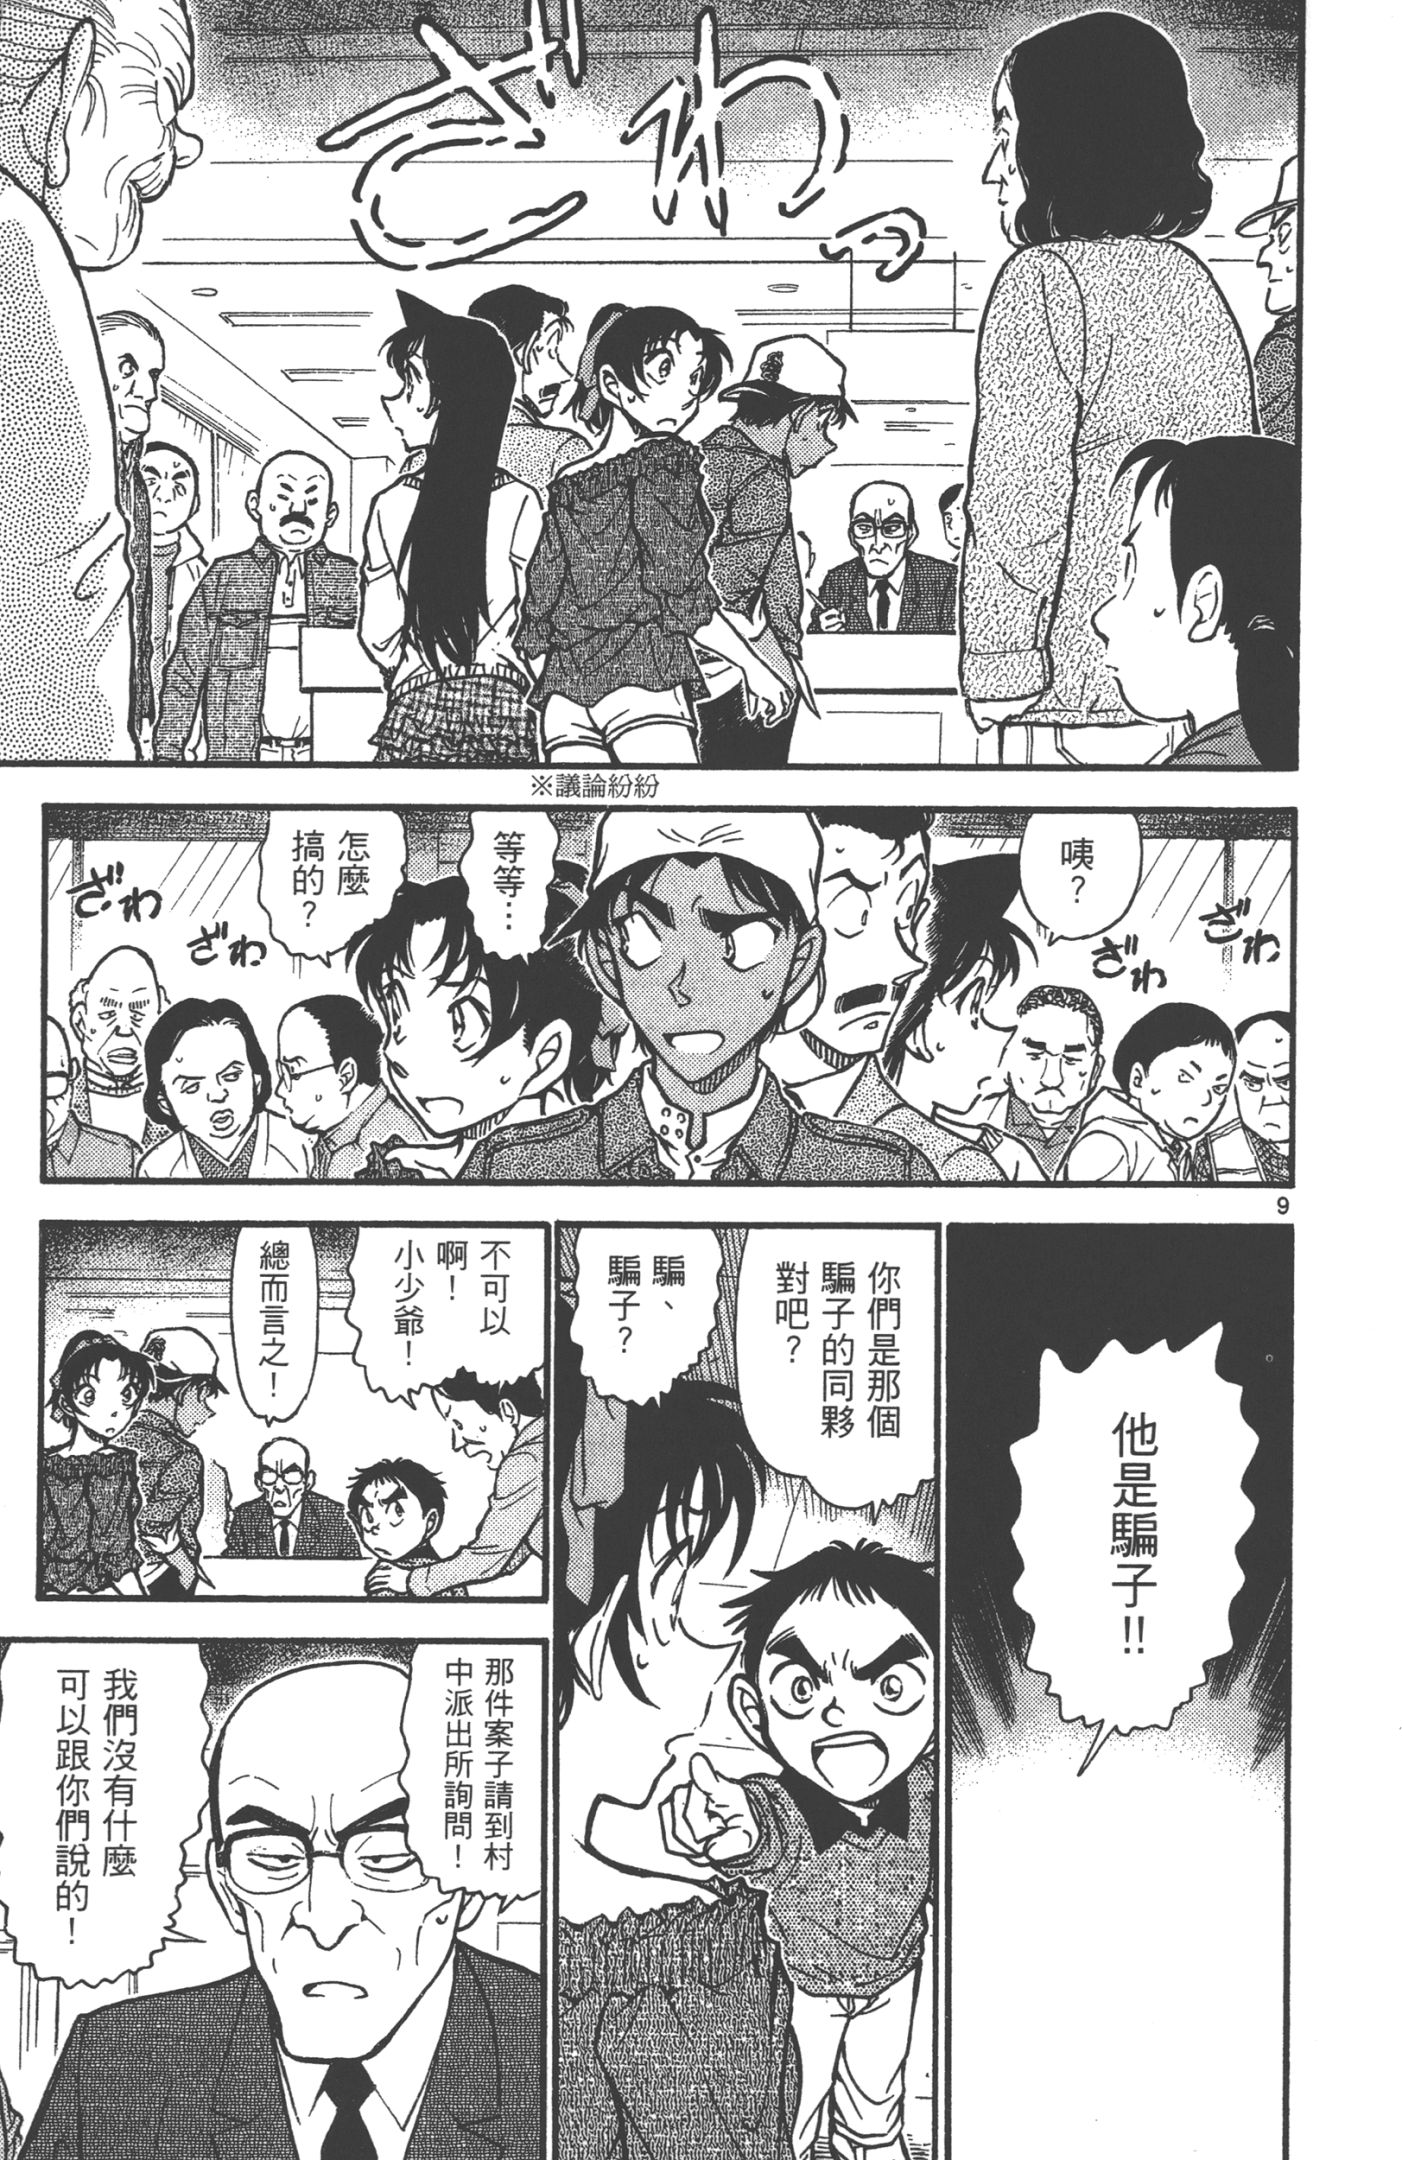 ざわっ
※議論紛紛
咦？
ざわ
ざわ
等等…
怎麼
搞的？
ざわ
ざわ
9
他是騙子!!
你們是那個
騙子的同夥
對吧？
騙、
騙子？
不可以
啊！
小少爺！
總而言之！
那件案子請到村
中派出所詢問！
我們沒有什麼
可以跟你們說的！